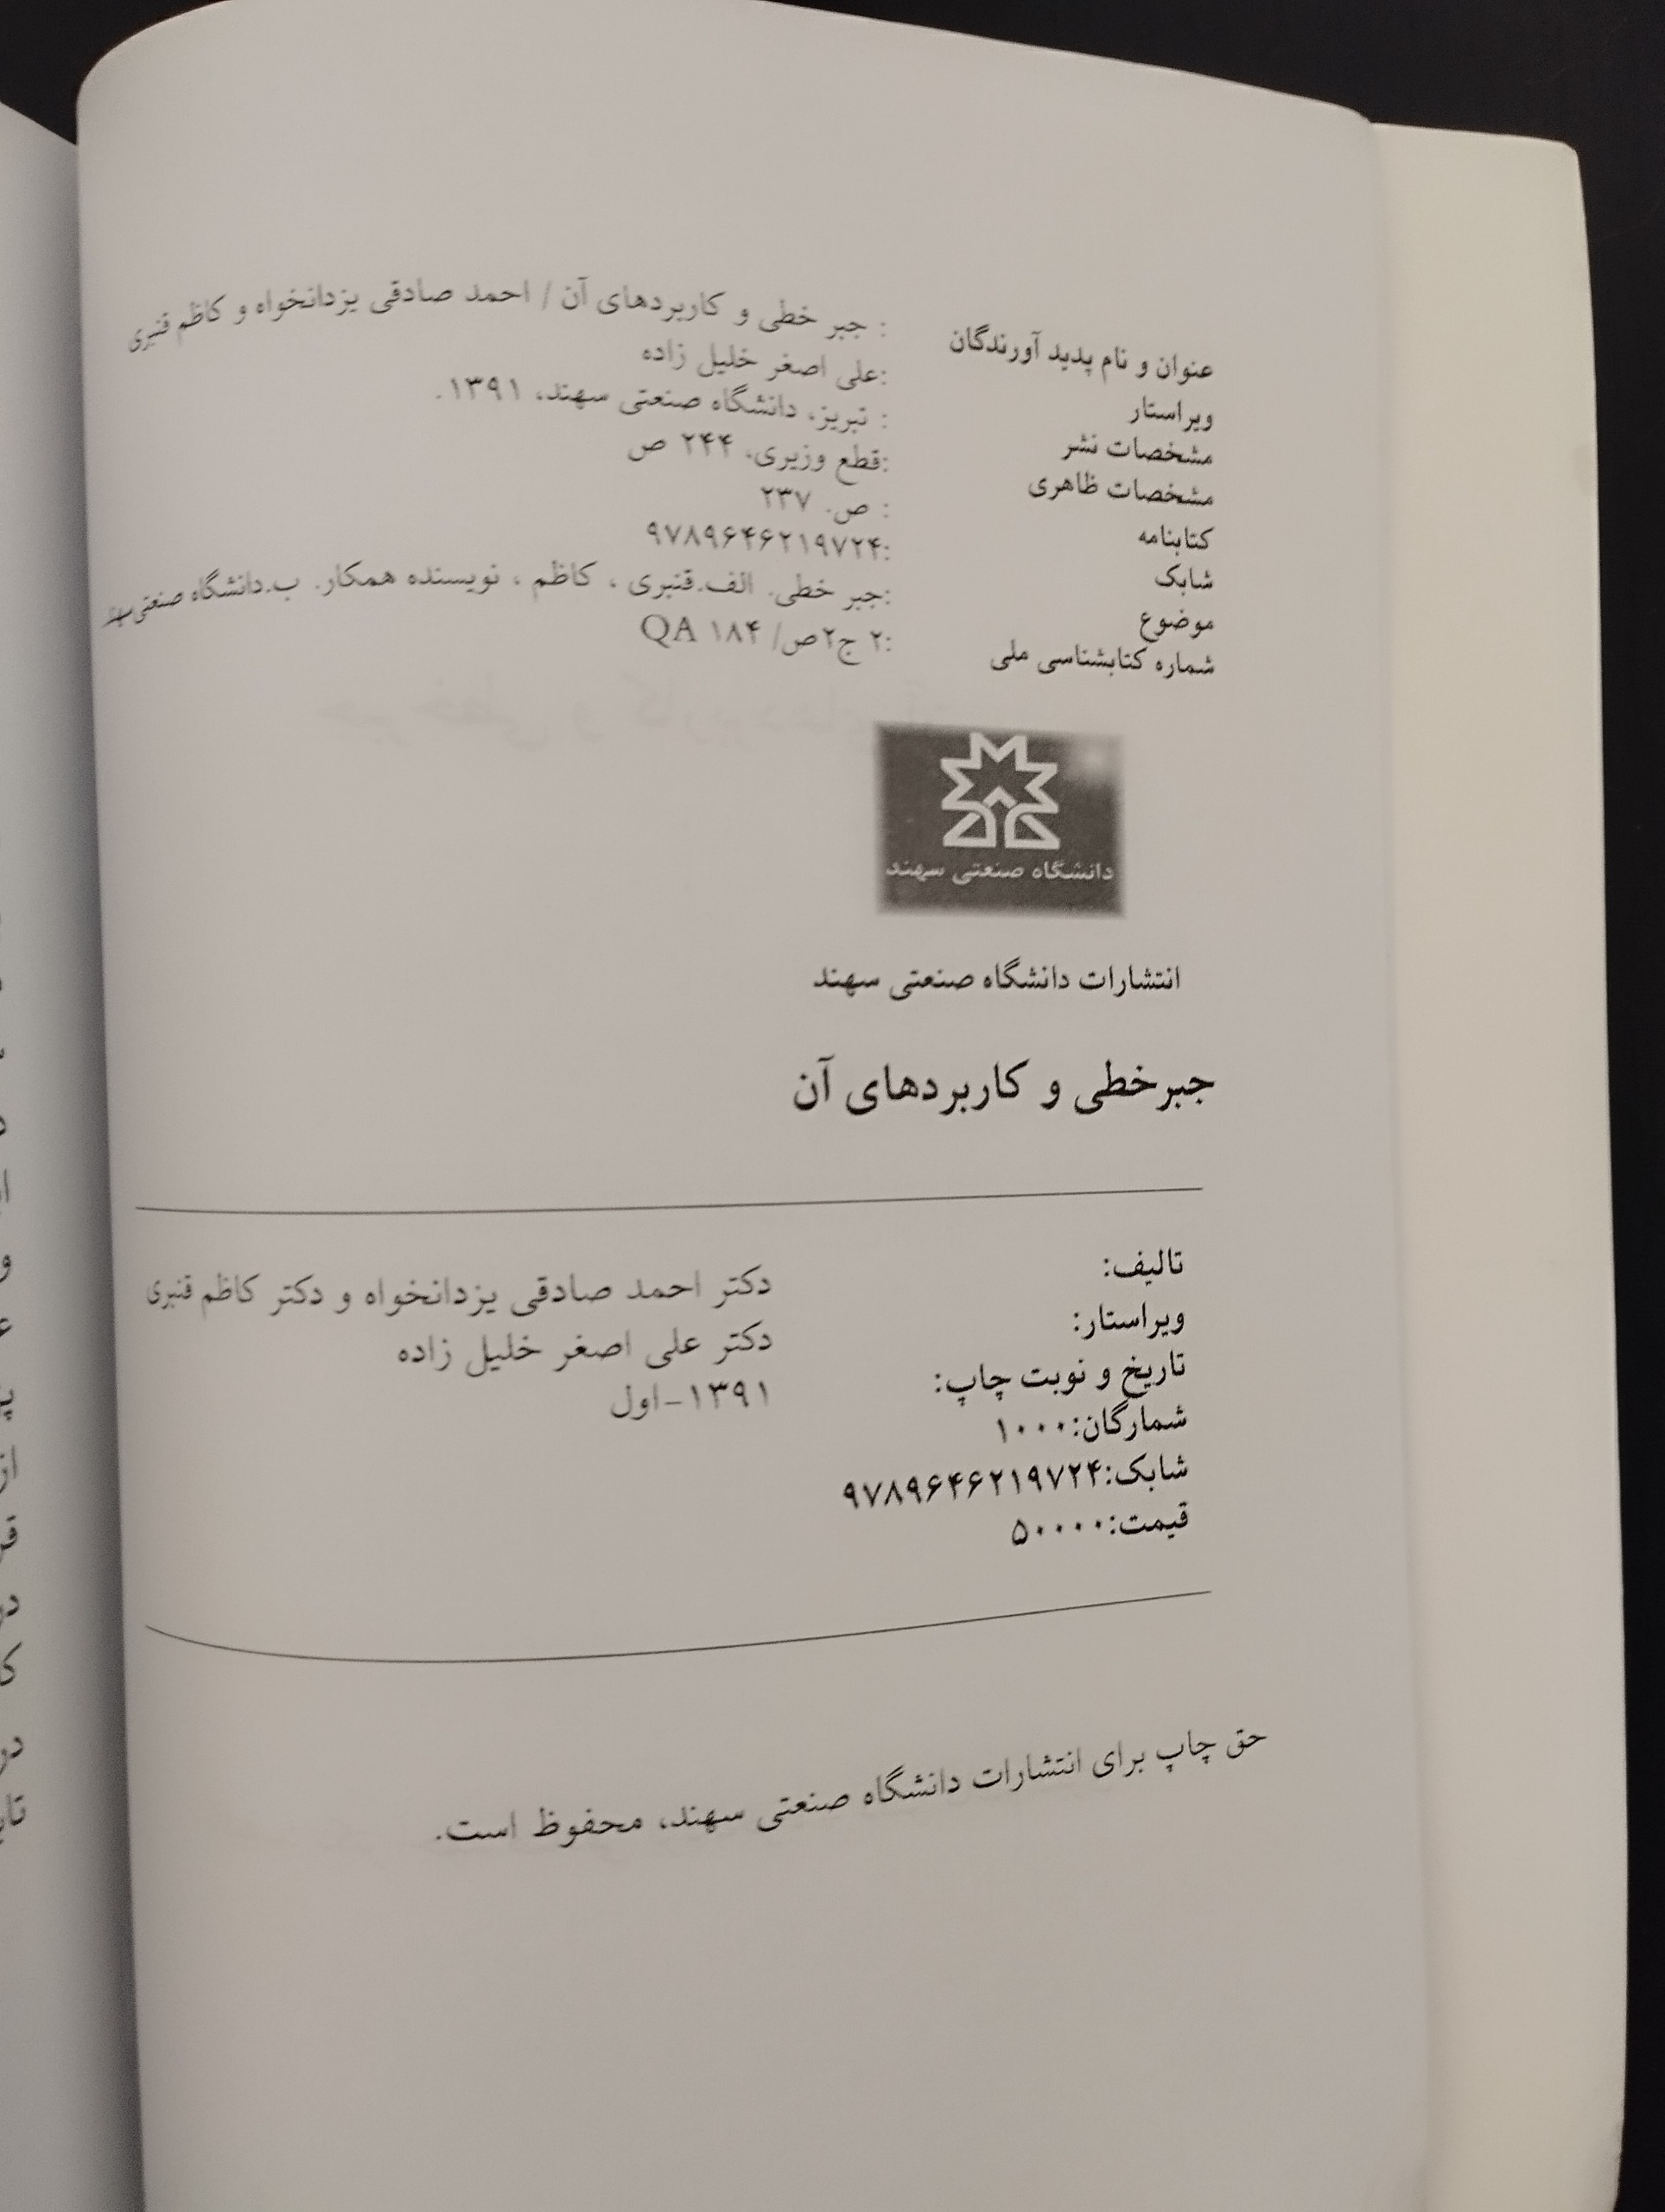 عنوان و نام پدید آورندگان : جبر خطی و کاربردهای آن / احمد صادقی یزدانخواه و کاظم قنبری
ویراستار :علی اصغر خلیل زاده
مشخصات نشر : تبریز، دانشگاه صنعتی سهند، ۱۳۹۱.
مشخصات ظاهری :قطع وزیری، ۲۴۴ ص
کتابنامه : ص. ۲۳۷
شابک :۹۷۸۹۶۴۶۲۱۹۷۲۴
موضوع :جبر خطی. الف.قنبری ، کاظم ، نویسنده همکار. ب.دانشگاه صنعتی سهند
شماره کتابشناسی ملی :۲ ج۲ص/ ۱۸۴ QA
دانشگاه صنعتی سهند
انتشارات دانشگاه صنعتی سهند
جبرخطی و کاربردهای آن
تالیف: دکتر احمد صادقی یزدانخواه و دکتر کاظم قنبری
ویراستار: دکتر علی اصغر خلیل زاده
تاریخ و نوبت چاپ: ۱۳۹۱-اول
شمارگان:۱۰۰۰
شابک:۹۷۸۹۶۴۶۲۱۹۷۲۴
قیمت:۵۰۰۰۰
حق چاپ برای انتشارات دانشگاه صنعتی سهند، محفوظ است.